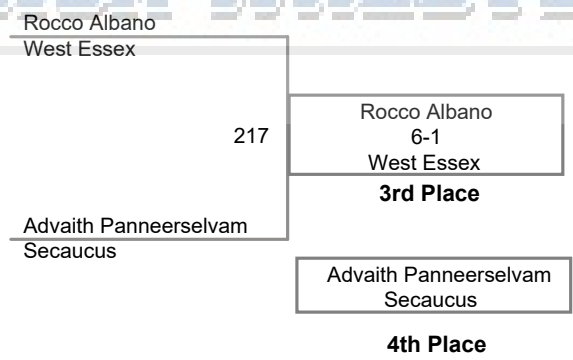 Rocco Albano
West Essex
217
Rocco Albano
6-1
West Essex
3rd Place
Advaith Panneerselvam
Secaucus
Advaith Panneerselvam
Secaucus
4th Place